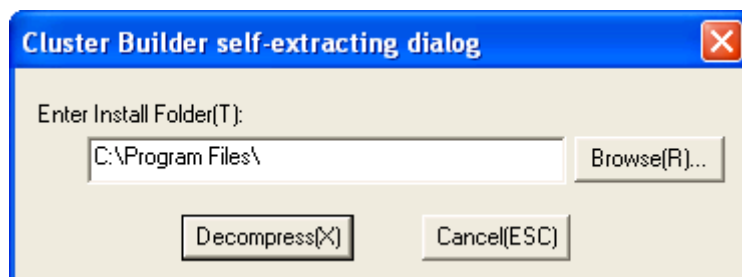 Cluster Builder self-extracting dialog
Enter Install Folder(T):
C:\Program Files\
Browse(R)...
Decompress(X)
Cancel(ESC)